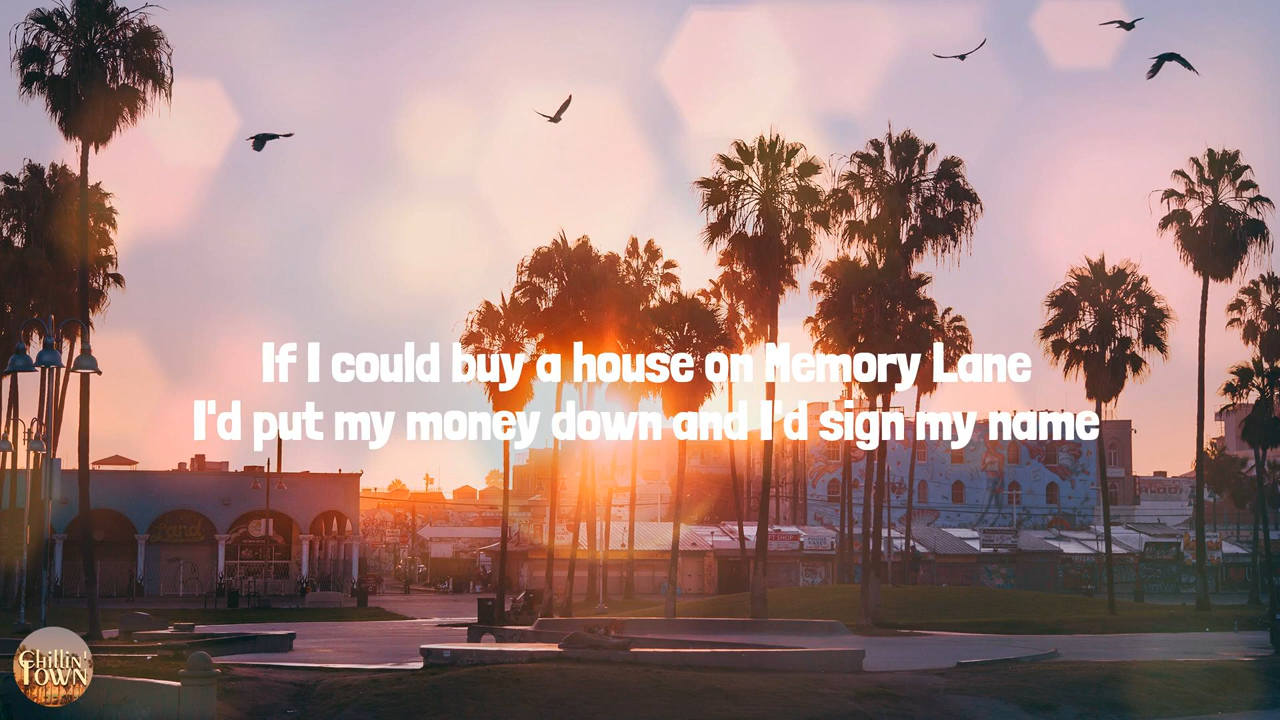 If I could buy a house on Memory Lane
I'd put my money down and I'd sign my name
Chillin'
TOWN